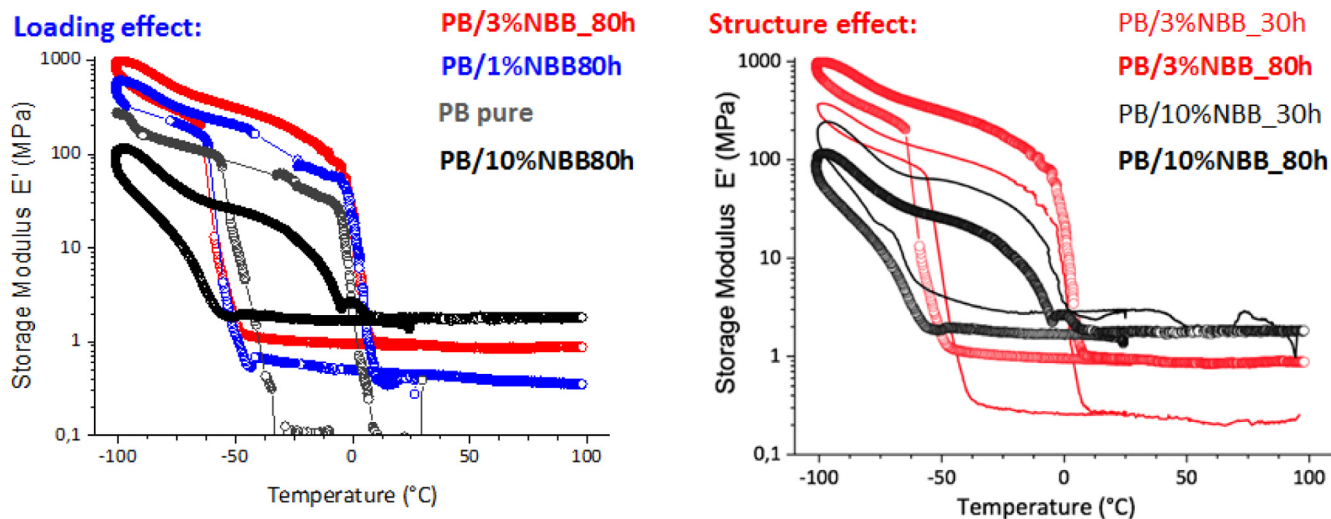 Loading effect:
PB/3%NBB_80h
PB/1%NBB80h
PB pure
PB/10%NBB80h
Storage Modulus E' (MPa)
1000
100
10
1
0,1
-100
-50
0
50
100
Temperature (°C)
Structure effect:
PB/3%NBB_30h
PB/3%NBB_80h
PB/10%NBB_30h
PB/10%NBB_80h
Storage Modulus E' (MPa)
1000
100
10
1
0,1
-100
-50
0
50
100
Temperature (°C)